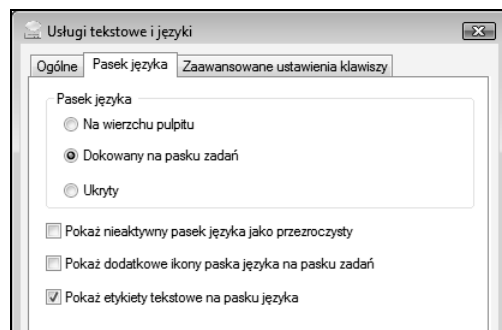 Usługi tekstowe i języki
Ogólne Pasek języka Zaawansowane ustawienia klawiszy
Pasek języka
Na wierzchu pulpitu
Dokowany na pasku zadań
Ukryty
Pokaż nieaktywny pasek języka jako przezroczysty
Pokaż dodatkowe ikony paska języka na pasku zadań
Pokaż etykiety tekstowe na pasku języka